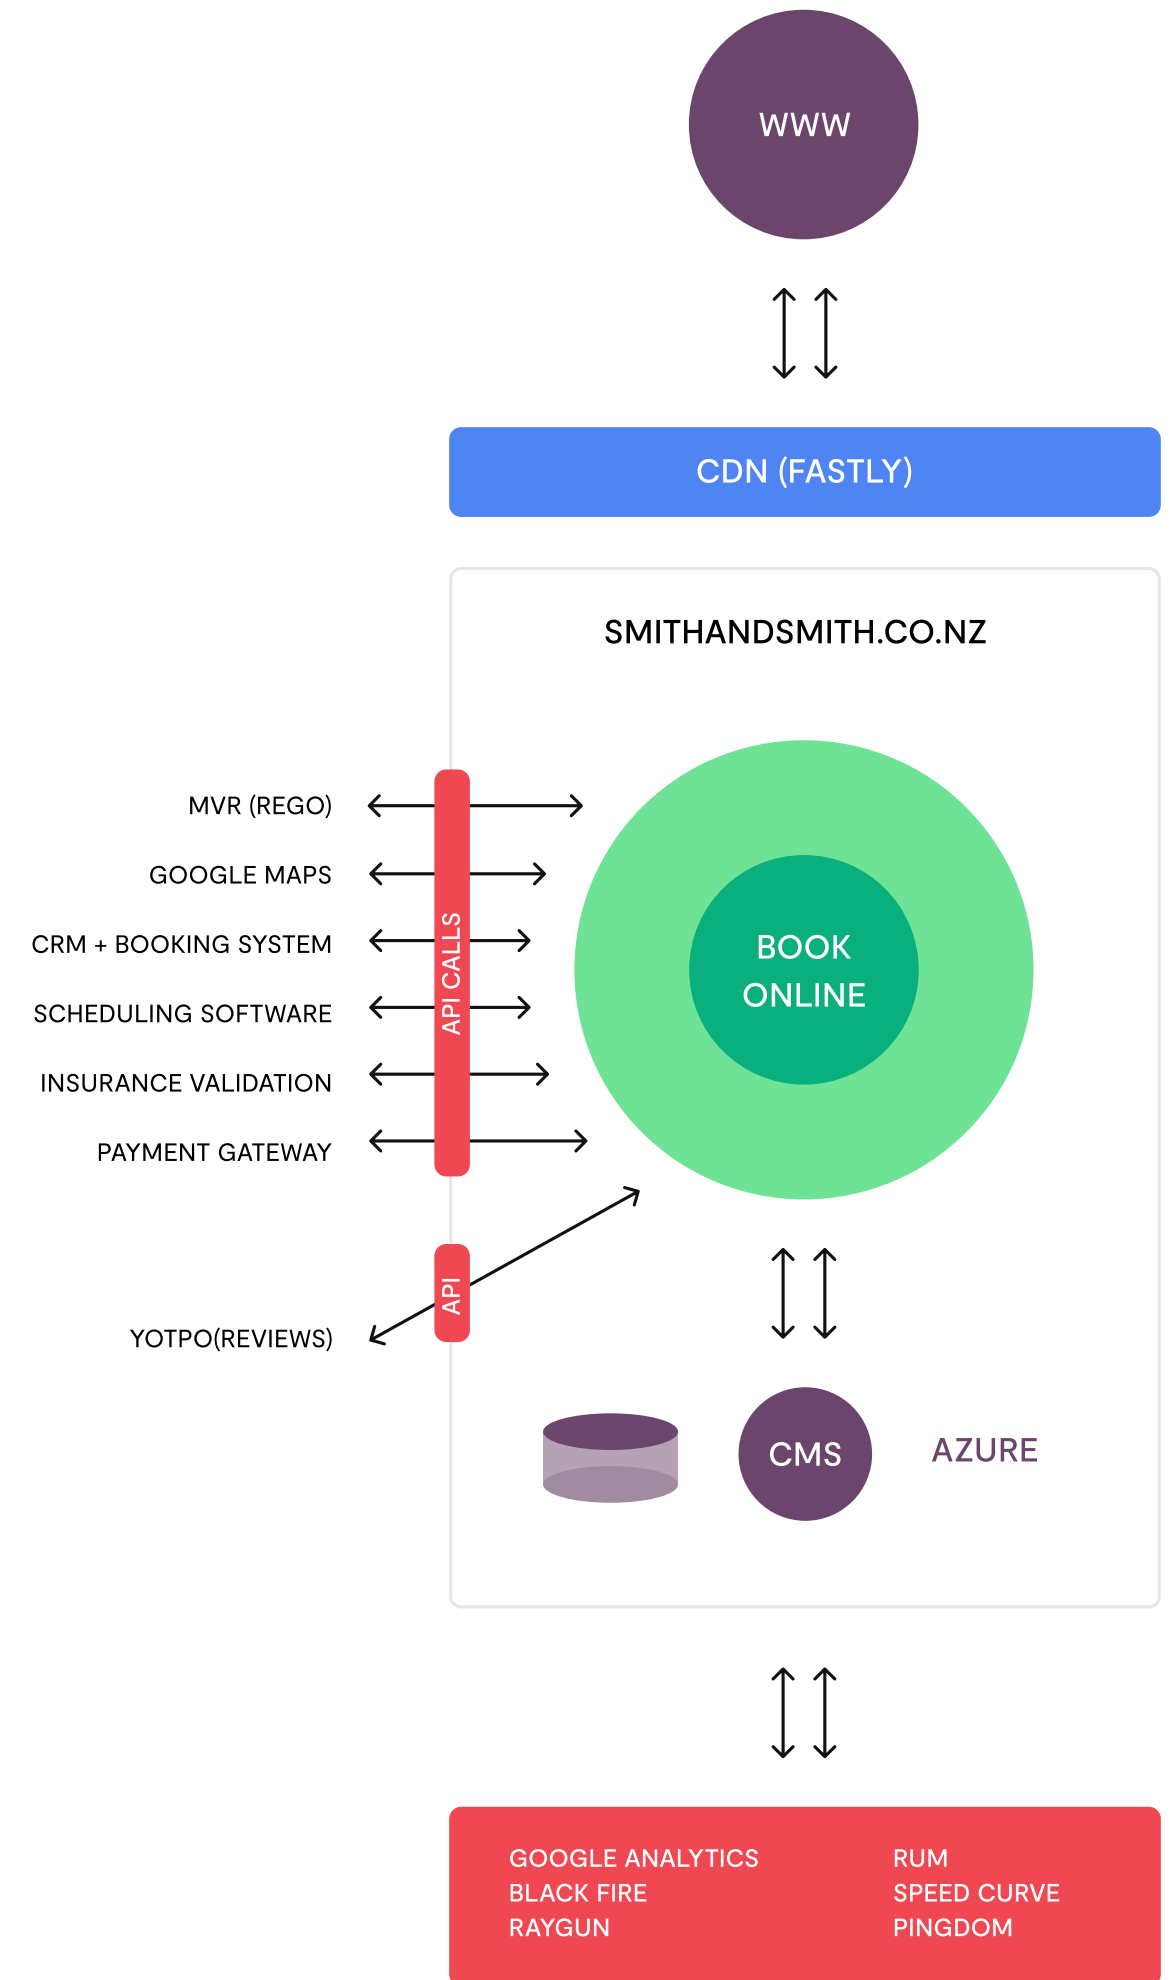 WWW
CDN (FASTLY)
SMITHANDSMITH.CO.NZ
MVR (REGO)
GOOGLE MAPS
CRM + BOOKING SYSTEM
SCHEDULING SOFTWARE
INSURANCE VALIDATION
PAYMENT GATEWAY
API CALLS
BOOK
ONLINE
YOTPO(REVIEWS)
API
CMS
AZURE
GOOGLE ANALYTICS
BLACK FIRE
RAYGUN
RUM
SPEED CURVE
PINGDOM